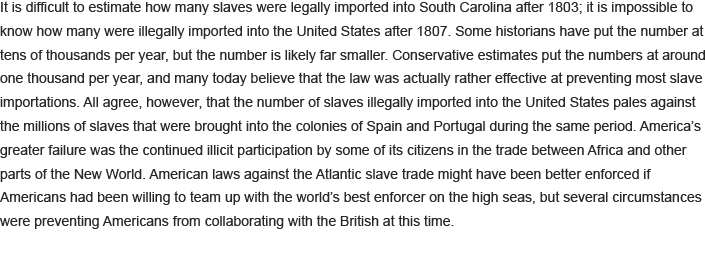 It is difficult to estimate how many slaves were legally imported into South Carolina after 1803; it is impossible to
know how many were illegally imported into the United States after 1807. Some historians have put the number at
tens of thousands per year, but the number is likely far smaller. Conservative estimates put the numbers at around
one thousand per year, and many today believe that the law was actually rather effective at preventing most slave
importations. All agree, however, that the number of slaves illegally imported into the United States pales against
the millions of slaves that were brought into the colonies of Spain and Portugal during the same period. America’s
greater failure was the continued illicit participation by some of its citizens in the trade between Africa and other
parts of the New World. American laws against the Atlantic slave trade might have been better enforced if
Americans had been willing to team up with the world’s best enforcer on the high seas, but several circumstances
were preventing Americans from collaborating with the British at this time.